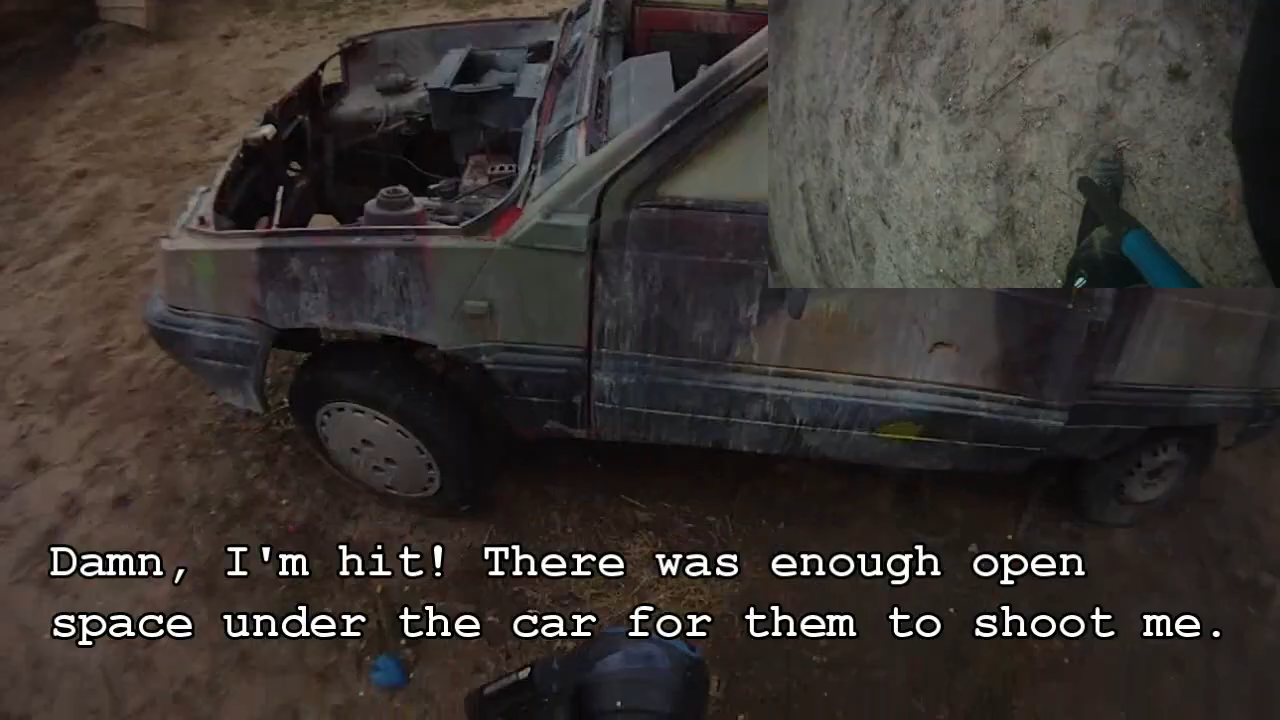 Damn, I'm hit! There was enough open
space under the car for them to shoot me.